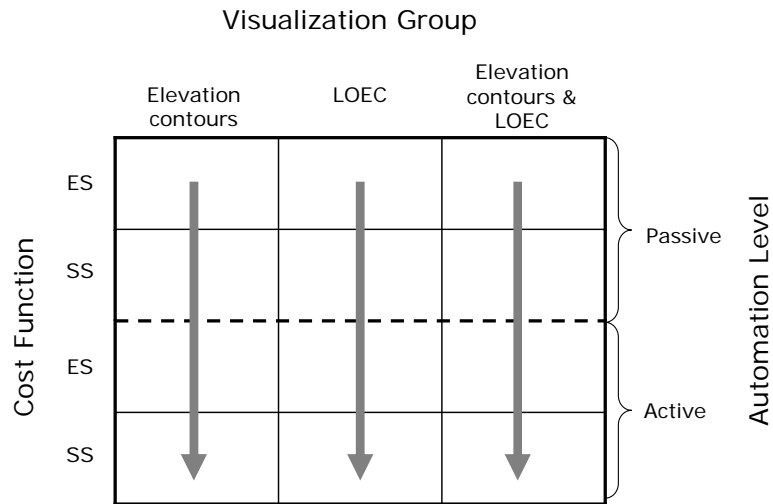 Visualization Group
Elevation
contours
LOEC
Elevation
contours &
LOEC
Cost Function
ES
SS
ES
SS
Passive
Active
Automation Level